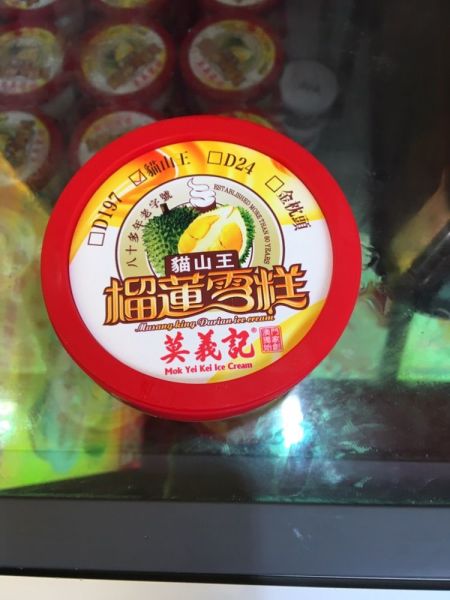 □D197 ☑貓山王 □D24 □金枕頭
八十多年老字號
ESTABLISHED MORE THAN 80 YEARS
貓山王
榴蓮雪糕
Musang king Durian ice cream
莫義記®
Mok Yei Kei Ice Cream